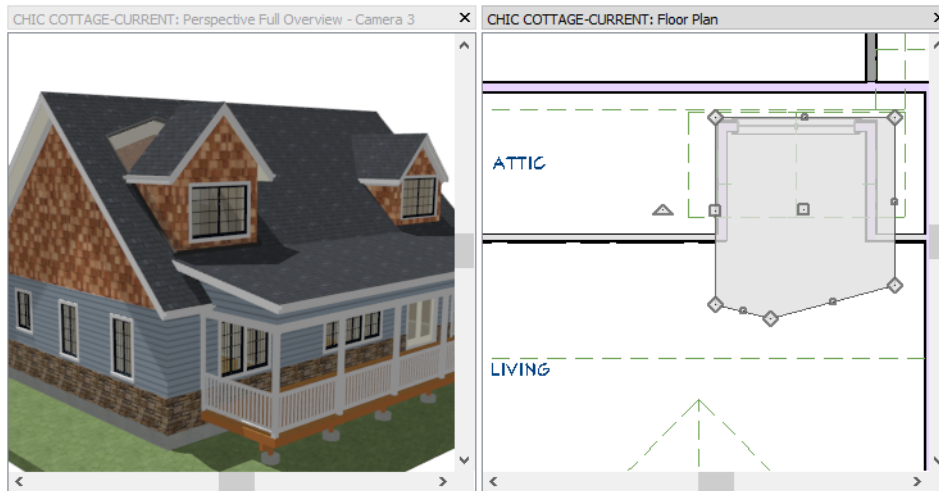 CHIC COTTAGE-CURRENT: Perspective Full Overview - Camera 3
CHIC COTTAGE-CURRENT: Floor Plan
ATTIC
LIVING